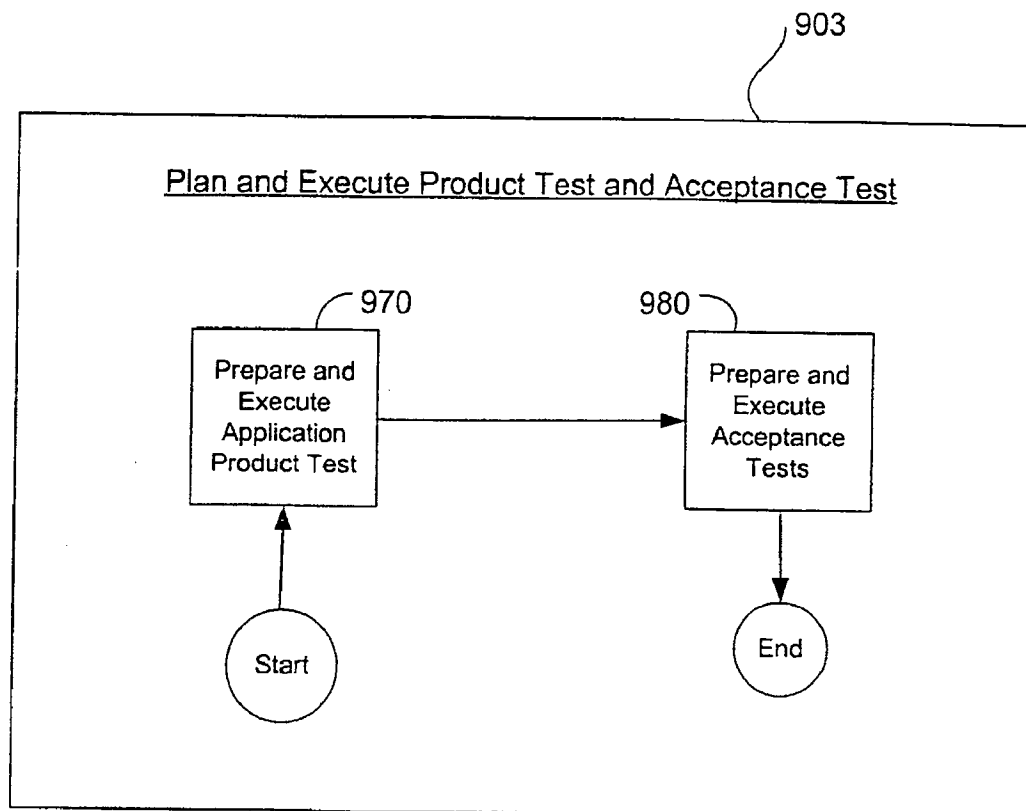 903
Plan and Execute Product Test and Acceptance Test
970
980
Prepare and
Execute
Application
Product Test
Prepare and
Execute
Acceptance
Tests
Start
End